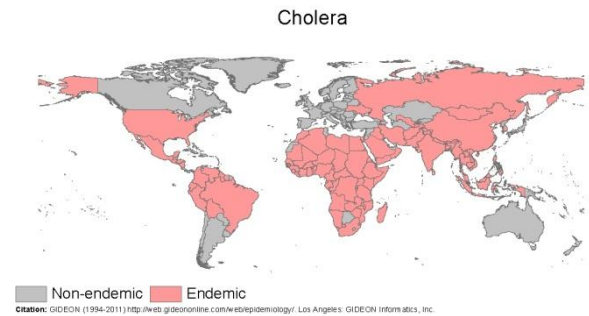 Cholera
Non-endemic Endemic
Citation: GIDEON (1994-2011) http://web.gideononline.com/web/epidemiology/. Los Angeles: GIDEON Informatics, Inc.